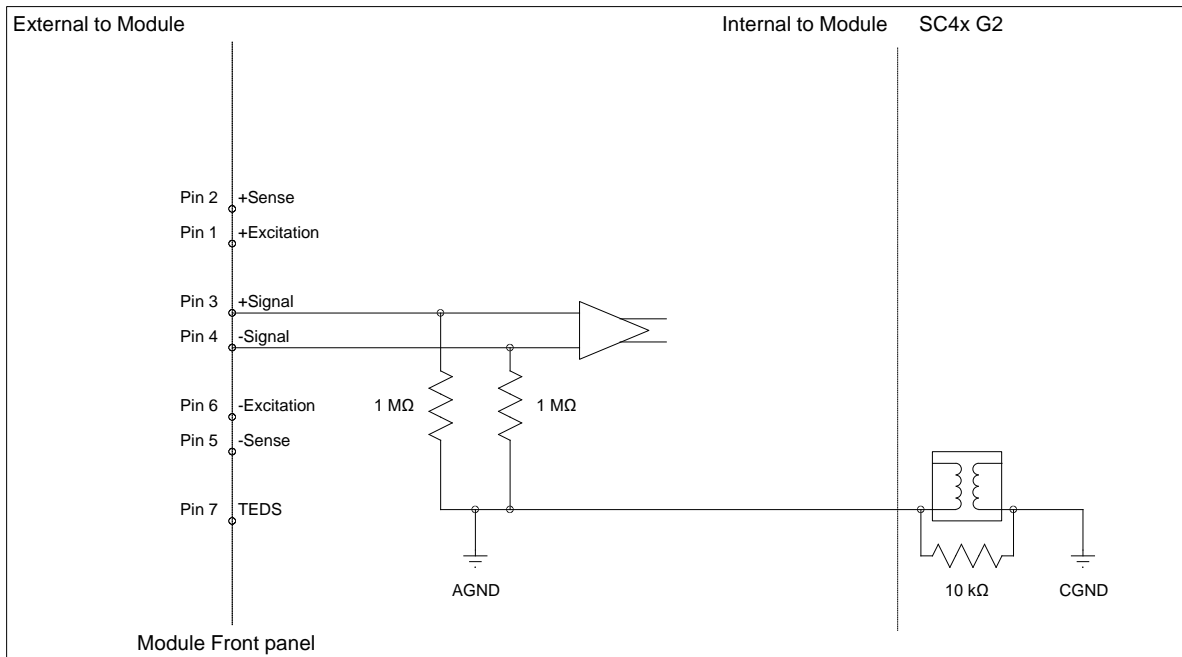 External to Module
Internal to Module
SC4x G2
Pin 2
+Sense
Pin 1
+Excitation
Pin 3
+Signal
Pin 4
-Signal
Pin 6
-Excitation
1 MΩ
1 MΩ
Pin 5
-Sense
Pin 7
TEDS
AGND
10 kΩ
CGND
Module Front panel